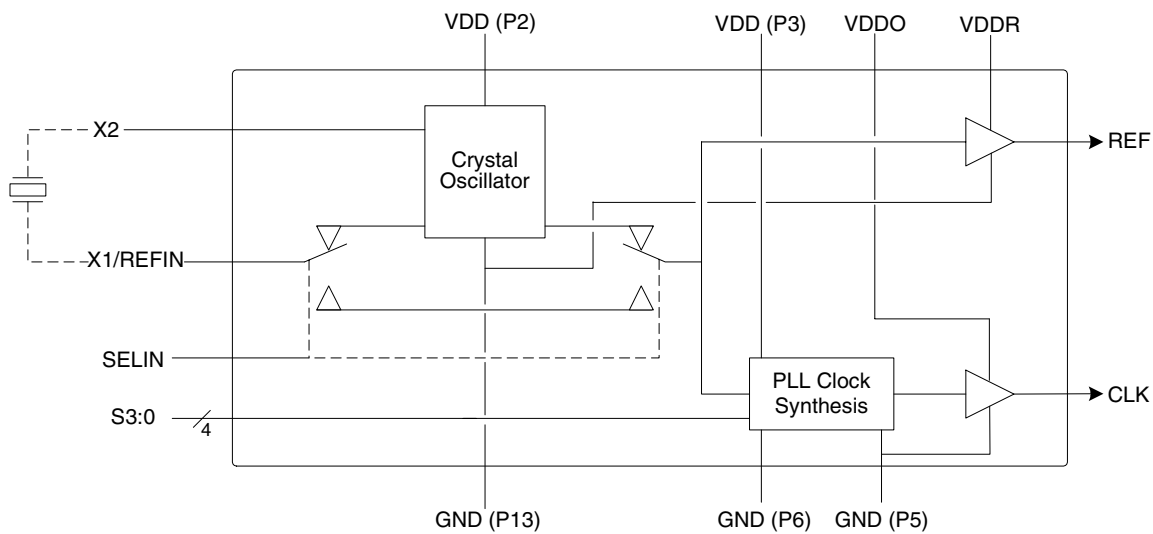 VDD (P2)
VDD (P3)
VDDO
VDDR
X2
Crystal
Oscillator
REF
X1/REFIN
SELIN
PLL Clock
Synthesis
CLK
S3:0
4
GND (P13)
GND (P6)
GND (P5)